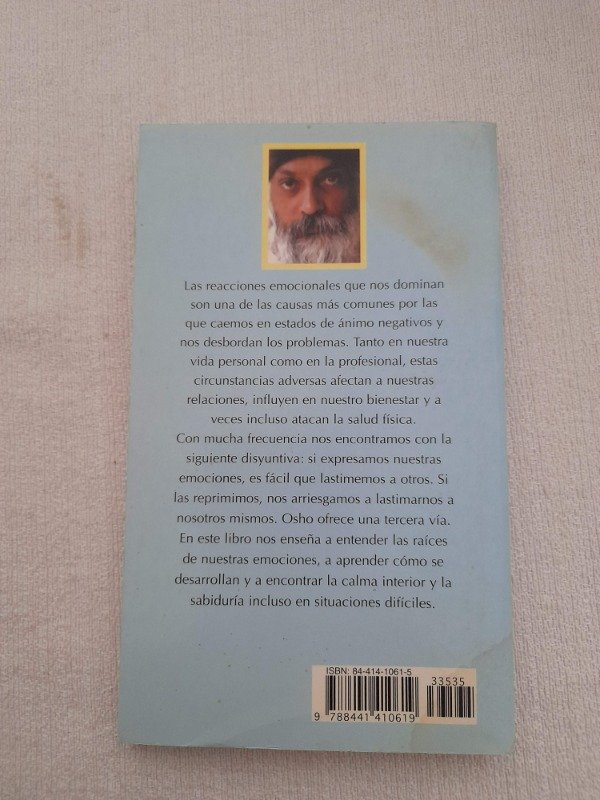 Las reacciones emocionales que nos dominan
son una de las causas más comunes por las
que caemos en estados de ánimo negativos y
nos desbordan los problemas. Tanto en nuestra
vida personal como en la profesional, estas
circunstancias adversas afectan a nuestras
relaciones, influyen en nuestro bienestar y a
veces incluso atacan la salud física.
Con mucha frecuencia nos encontramos con la
siguiente disyuntiva: si expresamos nuestras
emociones, es fácil que lastimemos a otros. Si
las reprimimos, nos arriesgamos a lastimarnos a
nosotros mismos. Osho ofrece una tercera vía.
En este libro nos enseña a entender las raíces
de nuestras emociones, a aprender cómo se
desarrollan y a encontrar la calma interior y la
sabiduría incluso en situaciones difíciles.
ISBN: 84-414-1061-5
33535
9 788441 410619